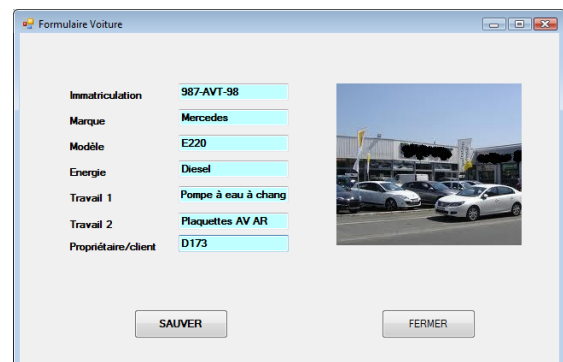 Formulaire Voiture
Immatriculation 987-AVT-98
Marque Mercedes
Modèle E220
Energie Diesel
Travail 1 Pompe à eau à chang
Travail 2 Plaquettes AV AR
Propriétaire/client D173
SAUVER FERMER